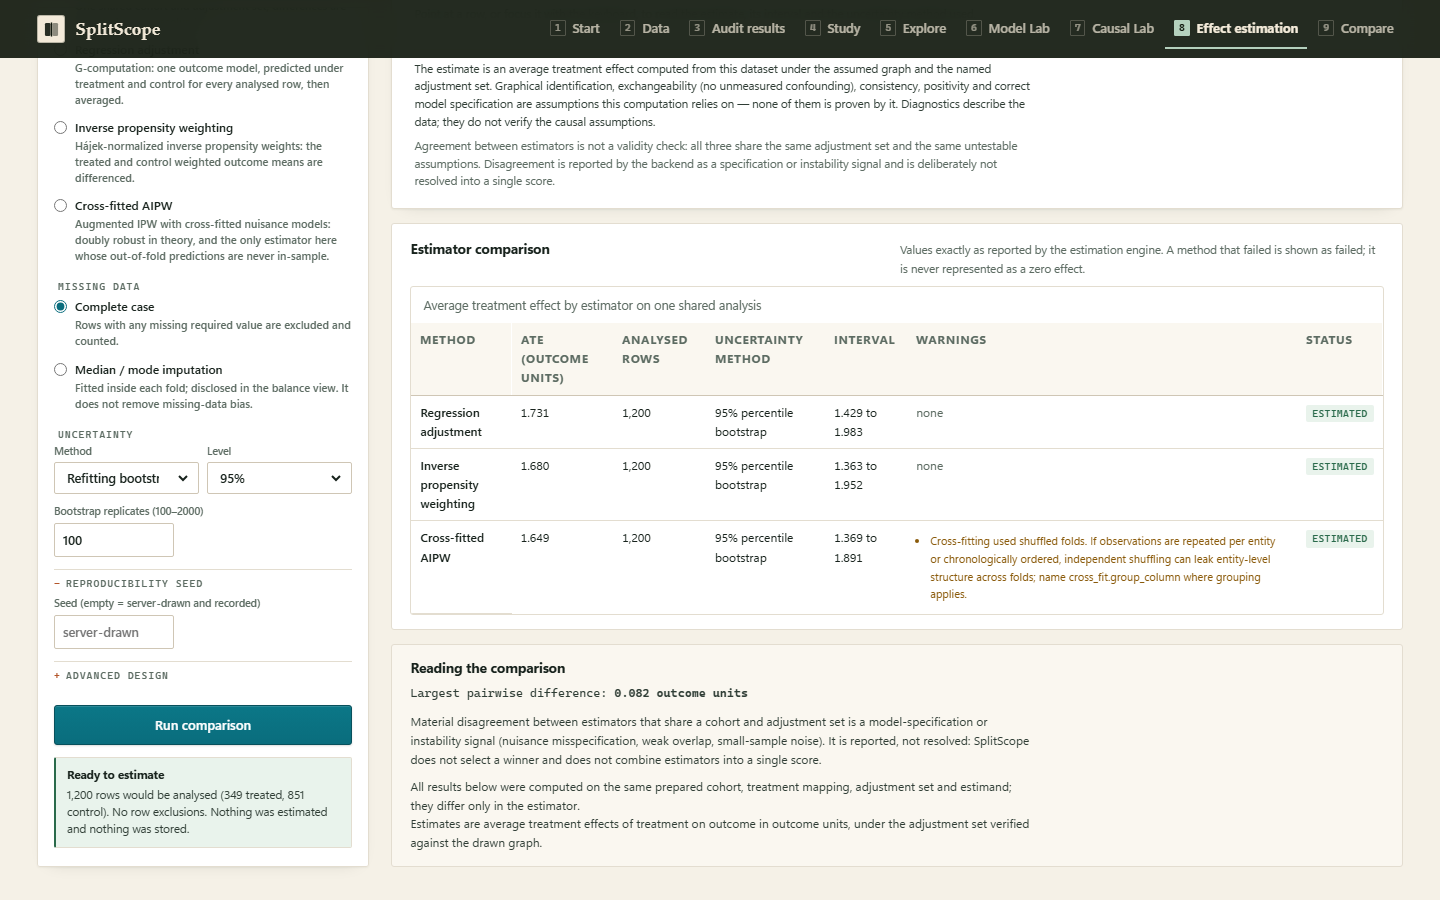 SplitScope
1 Start
2 Data
3 Audit results
4 Study
5 Explore
6 Model Lab
7 Causal Lab
8 Effect estimation
9 Compare
G-computation: one outcome model, predicted under
treatment and control for every analysed row, then
averaged.
Inverse propensity weighting
Hájek-normalized inverse propensity weights: the
treated and control weighted outcome means are
differenced.
Cross-fitted AIPW
Augmented IPW with cross-fitted nuisance models:
doubly robust in theory, and the only estimator here
whose out-of-fold predictions are never in-sample.
MISSING DATA
Complete case
Rows with any missing required value are excluded and
counted.
Median / mode imputation
Fitted inside each fold; disclosed in the balance view. It
does not remove missing-data bias.
UNCERTAINTY
Method Level
Refitting bootstr 95%
Bootstrap replicates (100–2000)
100
− REPRODUCIBILITY SEED
Seed (empty = server-drawn and recorded)
server-drawn
+ ADVANCED DESIGN
Run comparison
Ready to estimate
1,200 rows would be analysed (349 treated, 851
control). No row exclusions. Nothing was estimated
and nothing was stored.
The estimate is an average treatment effect computed from this dataset under the assumed graph and the named
adjustment set. Graphical identification, exchangeability (no unmeasured confounding), consistency, positivity and correct
model specification are assumptions this computation relies on — none of them is proven by it. Diagnostics describe the
data; they do not verify the causal assumptions.
Agreement between estimators is not a validity check: all three share the same adjustment set and the same untestable
assumptions. Disagreement is reported by the backend as a specification or instability signal and is deliberately not
resolved into a single score.
Estimator comparison
Values exactly as reported by the estimation engine. A method that failed is shown as failed; it
is never represented as a zero effect.
Average treatment effect by estimator on one shared analysis
METHOD ATE (OUTCOME UNITS) ANALYSED ROWS UNCERTAINTY METHOD INTERVAL WARNINGS STATUS
Regression adjustment 1.731 1,200 95% percentile bootstrap 1.429 to 1.983 none ESTIMATED
Inverse propensity weighting 1.680 1,200 95% percentile bootstrap 1.363 to 1.952 none ESTIMATED
Cross-fitted AIPW 1.649 1,200 95% percentile bootstrap 1.369 to 1.891
Cross-fitting used shuffled folds. If observations are repeated per entity
or chronologically ordered, independent shuffling can leak entity-level
structure across folds; name cross_fit.group_column where grouping
applies.
ESTIMATED
Reading the comparison
Largest pairwise difference: 0.082 outcome units
Material disagreement between estimators that share a cohort and adjustment set is a model-specification or
instability signal (nuisance misspecification, weak overlap, small-sample noise). It is reported, not resolved: SplitScope
does not select a winner and does not combine estimators into a single score.
All results below were computed on the same prepared cohort, treatment mapping, adjustment set and estimand;
they differ only in the estimator.
Estimates are average treatment effects of treatment on outcome in outcome units, under the adjustment set verified
against the drawn graph.